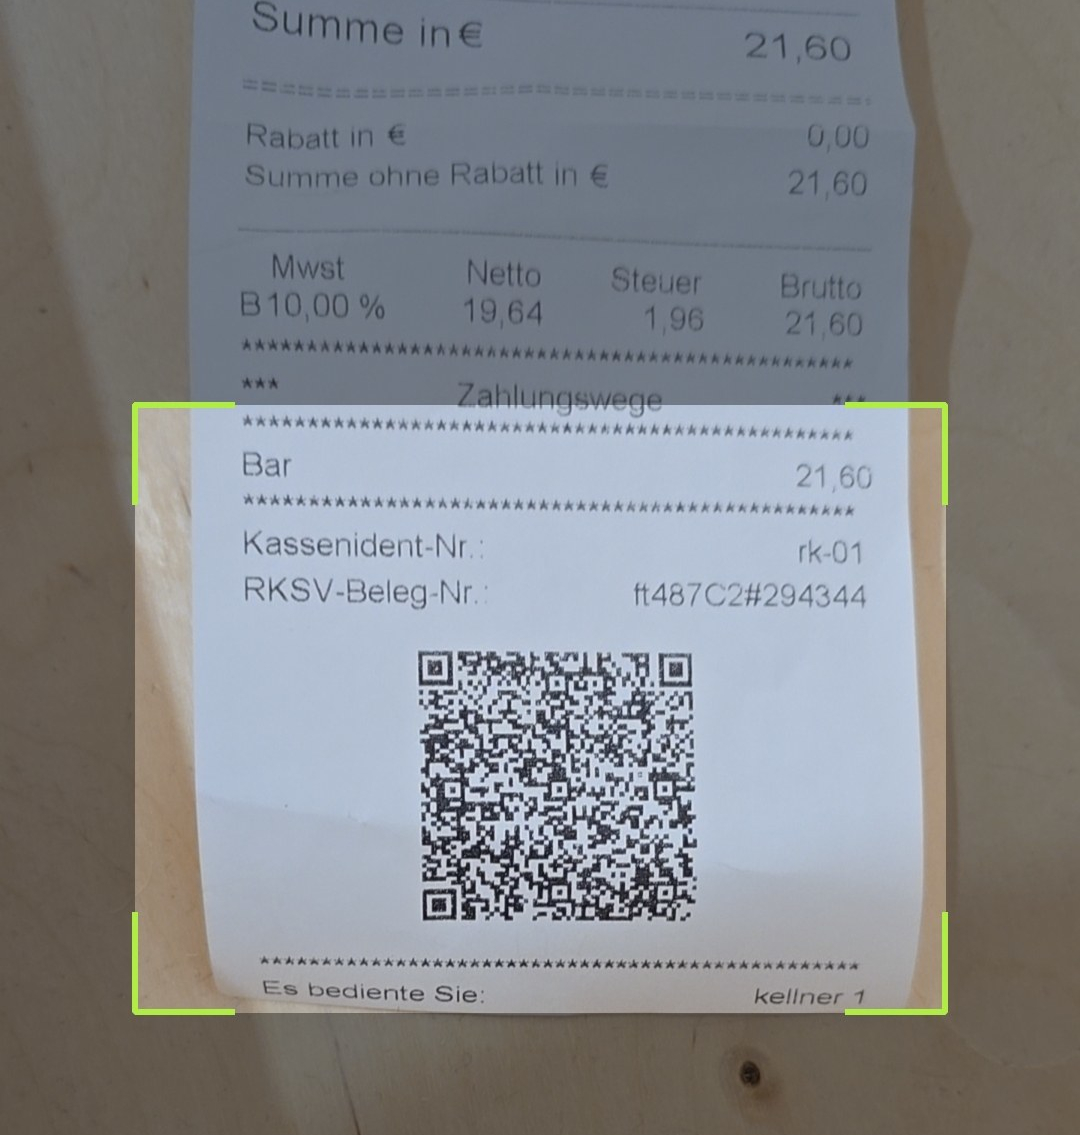 Summe in € 21,60
================================================
Rabatt in € 0,00
Summe ohne Rabatt in € 21,60
Mwst Netto Steuer Brutto
B 10,00 % 19,64 1,96 21,60
************************************************
*** Zahlungswege ***
************************************************
Bar 21,60
************************************************
Kassenident-Nr.: rk-01
RKSV-Beleg-Nr.: ft487C2#294344
************************************************
Es bediente Sie: kellner 1